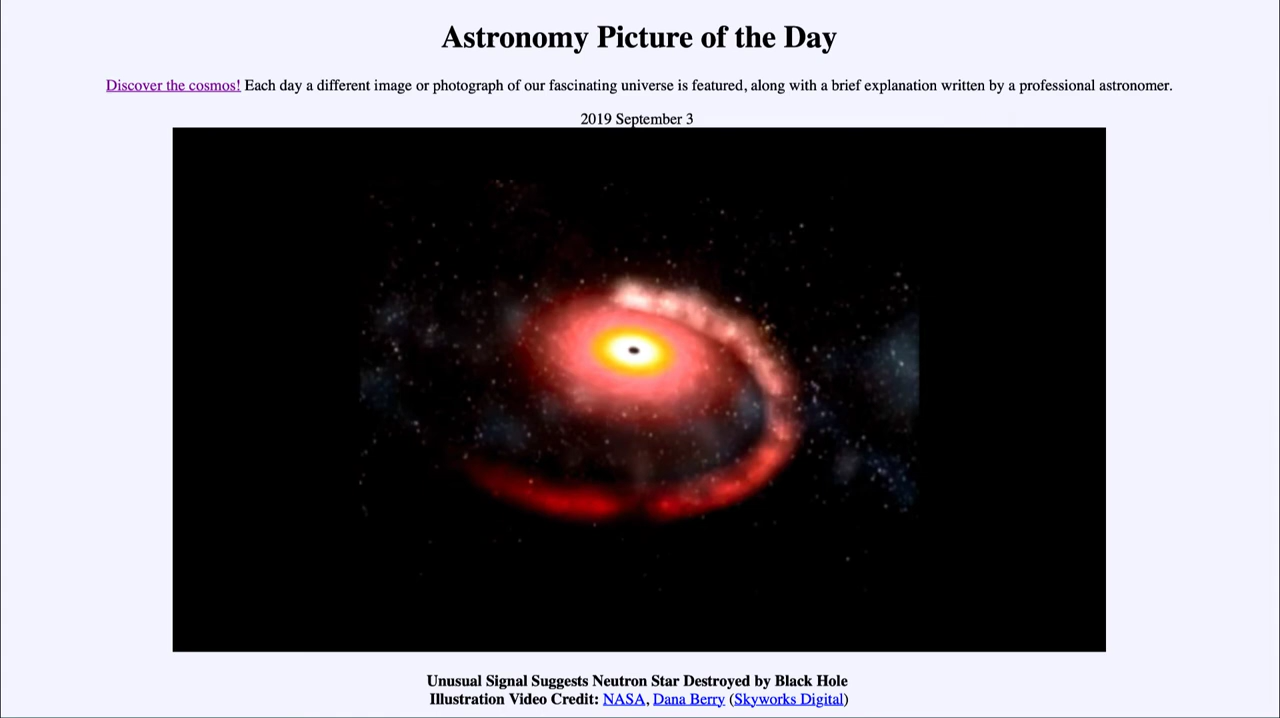 Astronomy Picture of the Day
Discover the cosmos! Each day a different image or photograph of our fascinating universe is featured, along with a brief explanation written by a professional astronomer.
2019 September 3
Unusual Signal Suggests Neutron Star Destroyed by Black Hole
Illustration Video Credit: NASA, Dana Berry (Skyworks Digital)